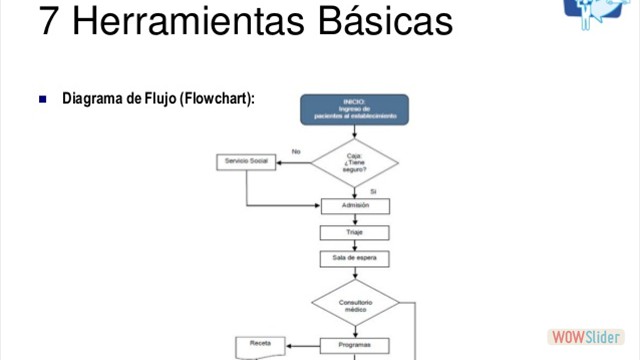 7 Herramientas Básicas
Diagrama de Flujo (Flowchart):
INICIO:
Ingreso de
pacientes al establecimiento
No
Caja:
¿Tiene
seguro?
Servicio Social
Si
Admisión
Triaje
Sala de espera
Consultorio
médico
Receta
Programas
WOWSlider